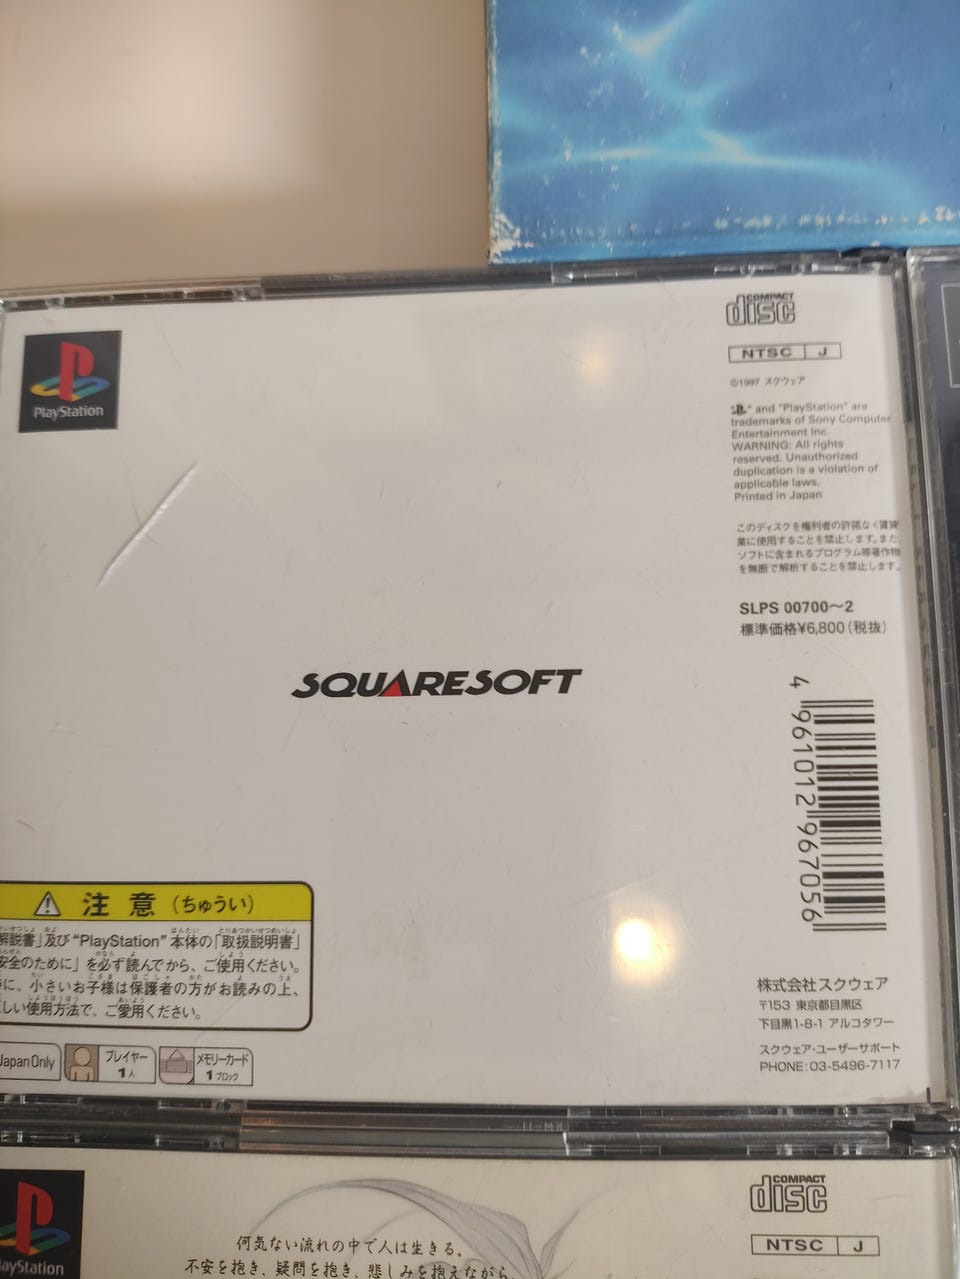 PlayStation
COMPACT
disc
NTSC J
©1997 スクウェア
"PS" and "PlayStation" are
trademarks of Sony Computer
Entertainment Inc.
WARNING: All rights
reserved. Unauthorized
duplication is a violation of
applicable laws.
Printed in Japan
このディスクを権利者の許諾なく賃貸
業に使用することを禁止します。また、
ソフトに含まれるプログラム等著作物
を無断で解析することを禁止します。
SLPS 00700〜2
標準価格¥6,800(税抜)
SQUARESOFT
4 961012 967056
注 意 (ちゅうい)
解説書」及び"PlayStation" 本体の「取扱説明書」
安全のために」を必ず読んでから、ご使用ください。
に、小さいお子様は保護者の方がお読みの上、
しい使用方法で、ご愛用ください。
Japan Only
プレイヤー
1人
メモリーカード
1ブロック
株式会社スクウェア
〒153 東京都目黒区
下目黒1-8-1 アルコタワー
スクウェア・ユーザーサポート
PHONE:03-5496-7117
PlayStation
COMPACT
disc
NTSC J
何気ない流れの中で人は生きる。
不安を抱き、疑問を抱き、悲しみを抱えながら、